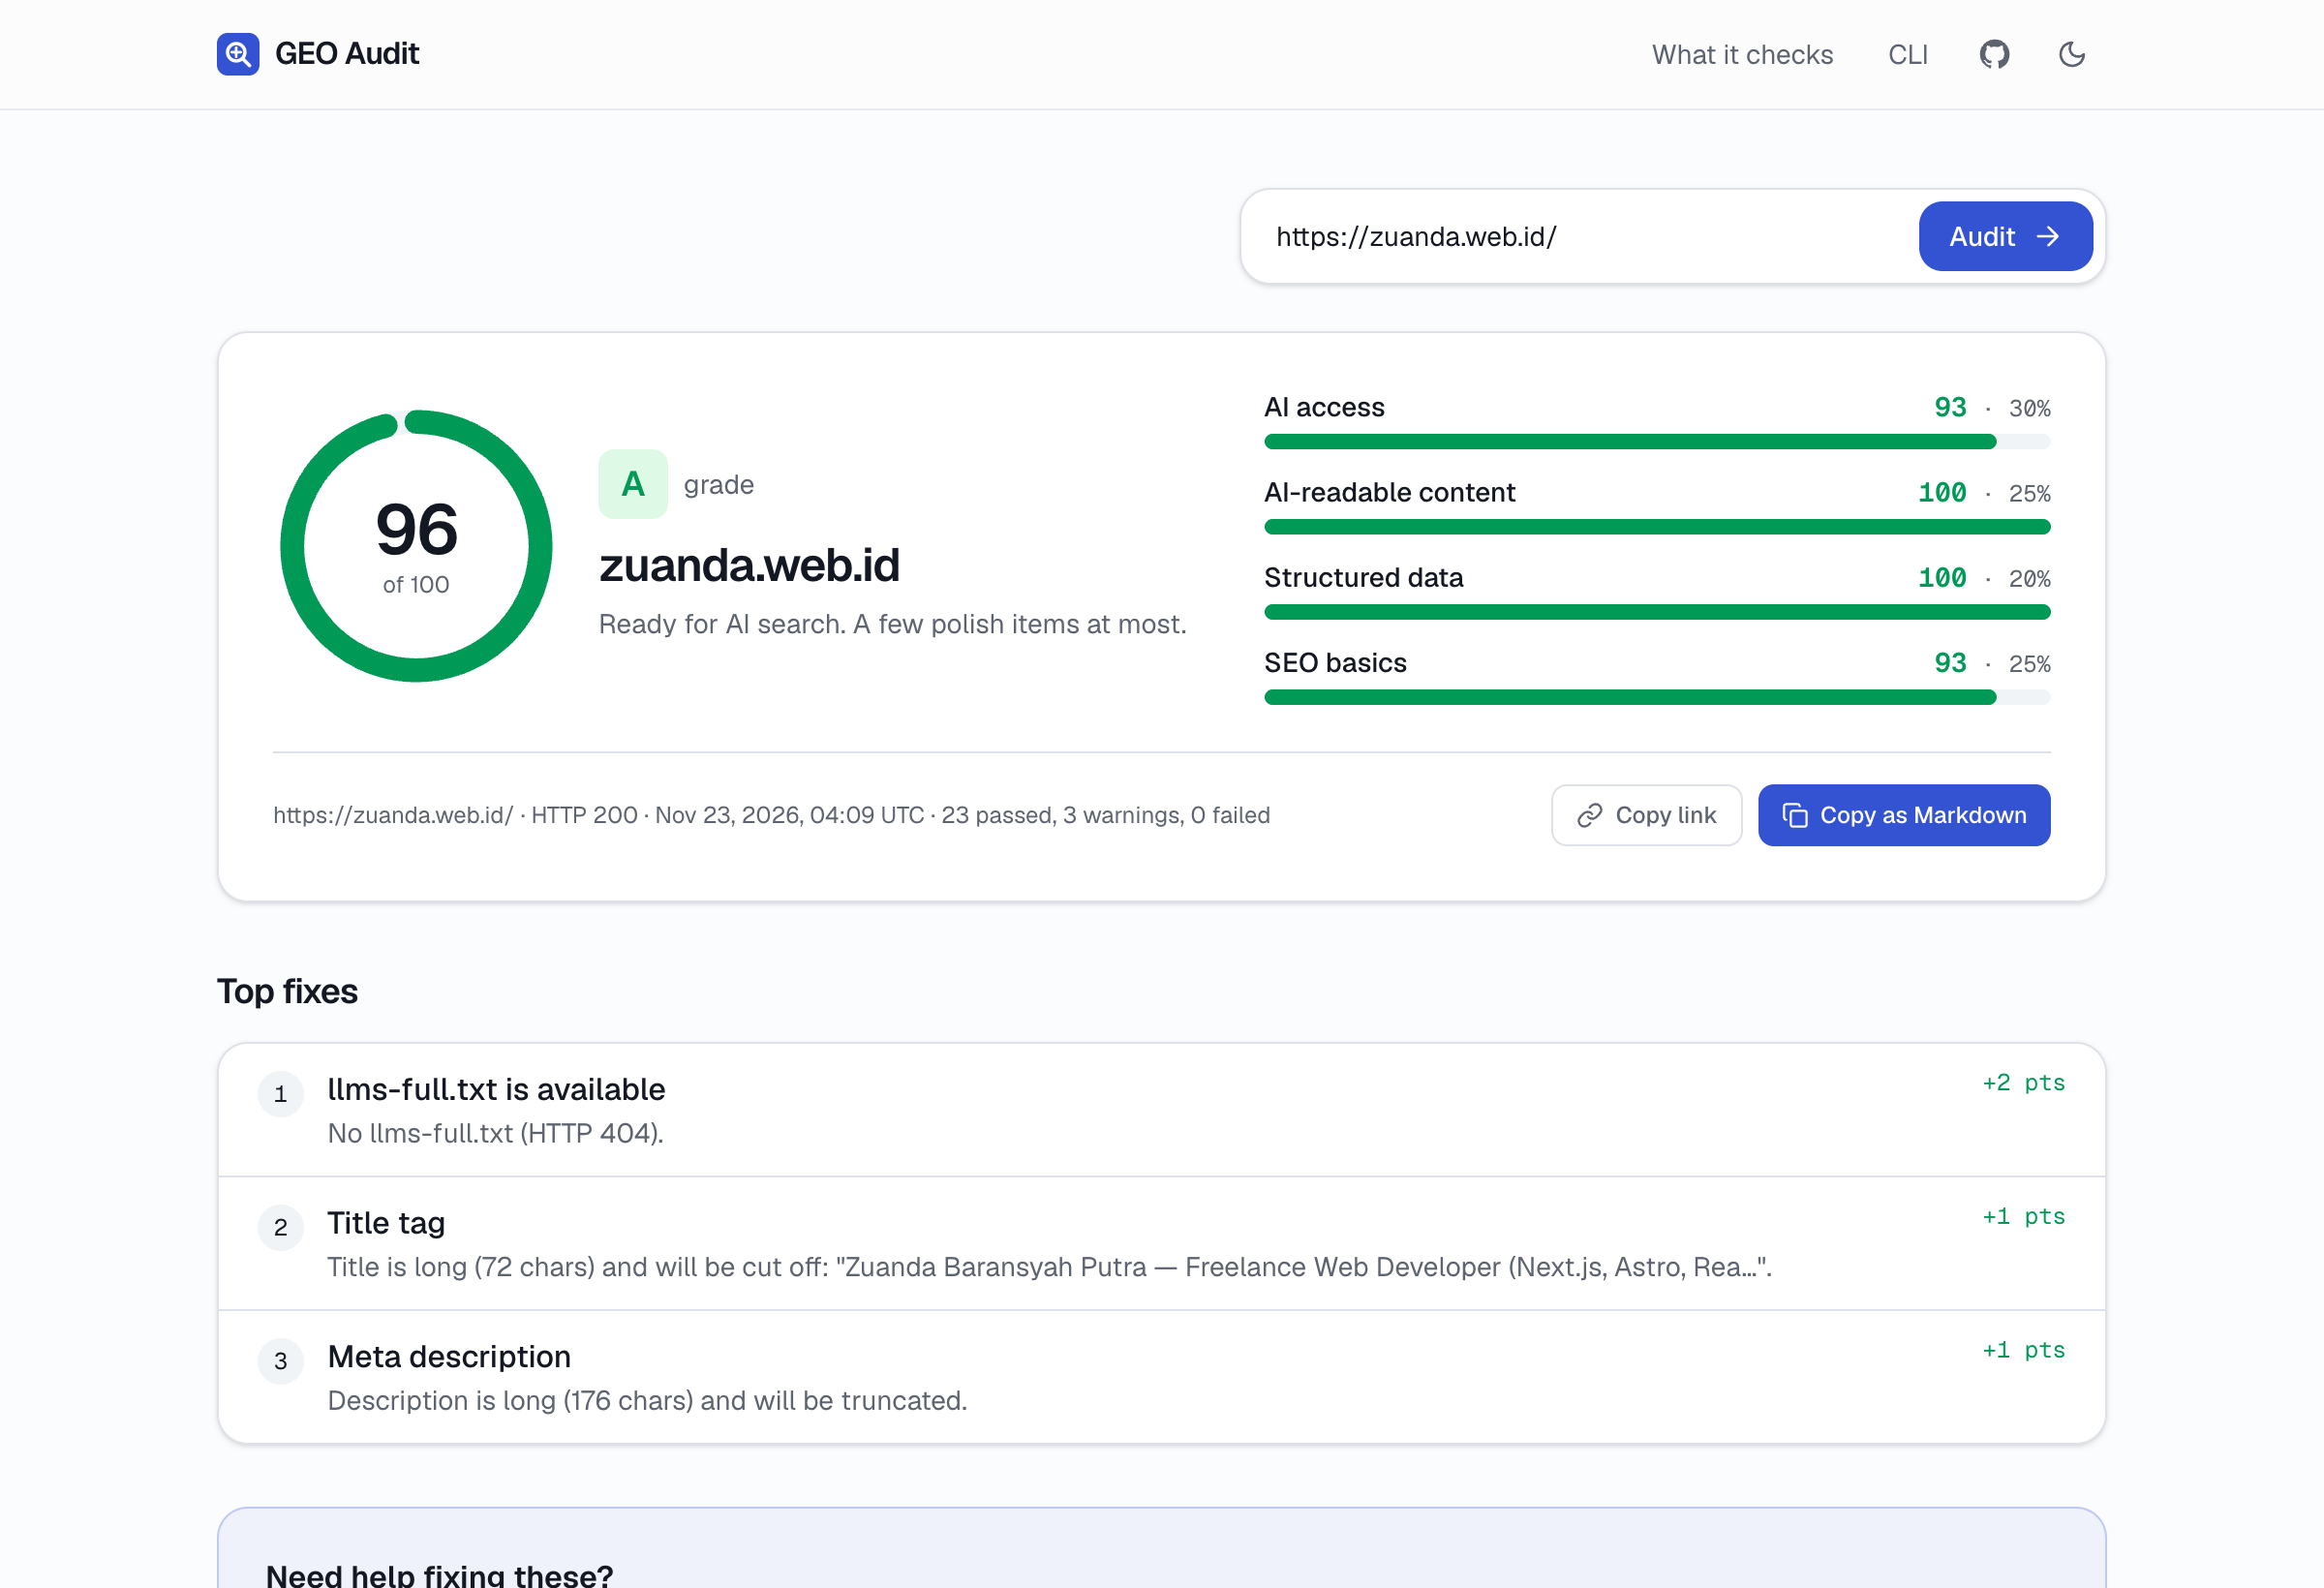 GEO Audit
What it checks
CLI
https://zuanda.web.id/
Audit →
96
of 100
A grade
zuanda.web.id
Ready for AI search. A few polish items at most.
AI access 93 · 30%
AI-readable content 100 · 25%
Structured data 100 · 20%
SEO basics 93 · 25%
https://zuanda.web.id/ · HTTP 200 · Nov 23, 2026, 04:09 UTC · 23 passed, 3 warnings, 0 failed
Copy link
Copy as Markdown
Top fixes
1 llms-full.txt is available +2 pts
No llms-full.txt (HTTP 404).
2 Title tag +1 pts
Title is long (72 chars) and will be cut off: "Zuanda Baransyah Putra — Freelance Web Developer (Next.js, Astro, Rea…".
3 Meta description +1 pts
Description is long (176 chars) and will be truncated.
Need help fixing these?